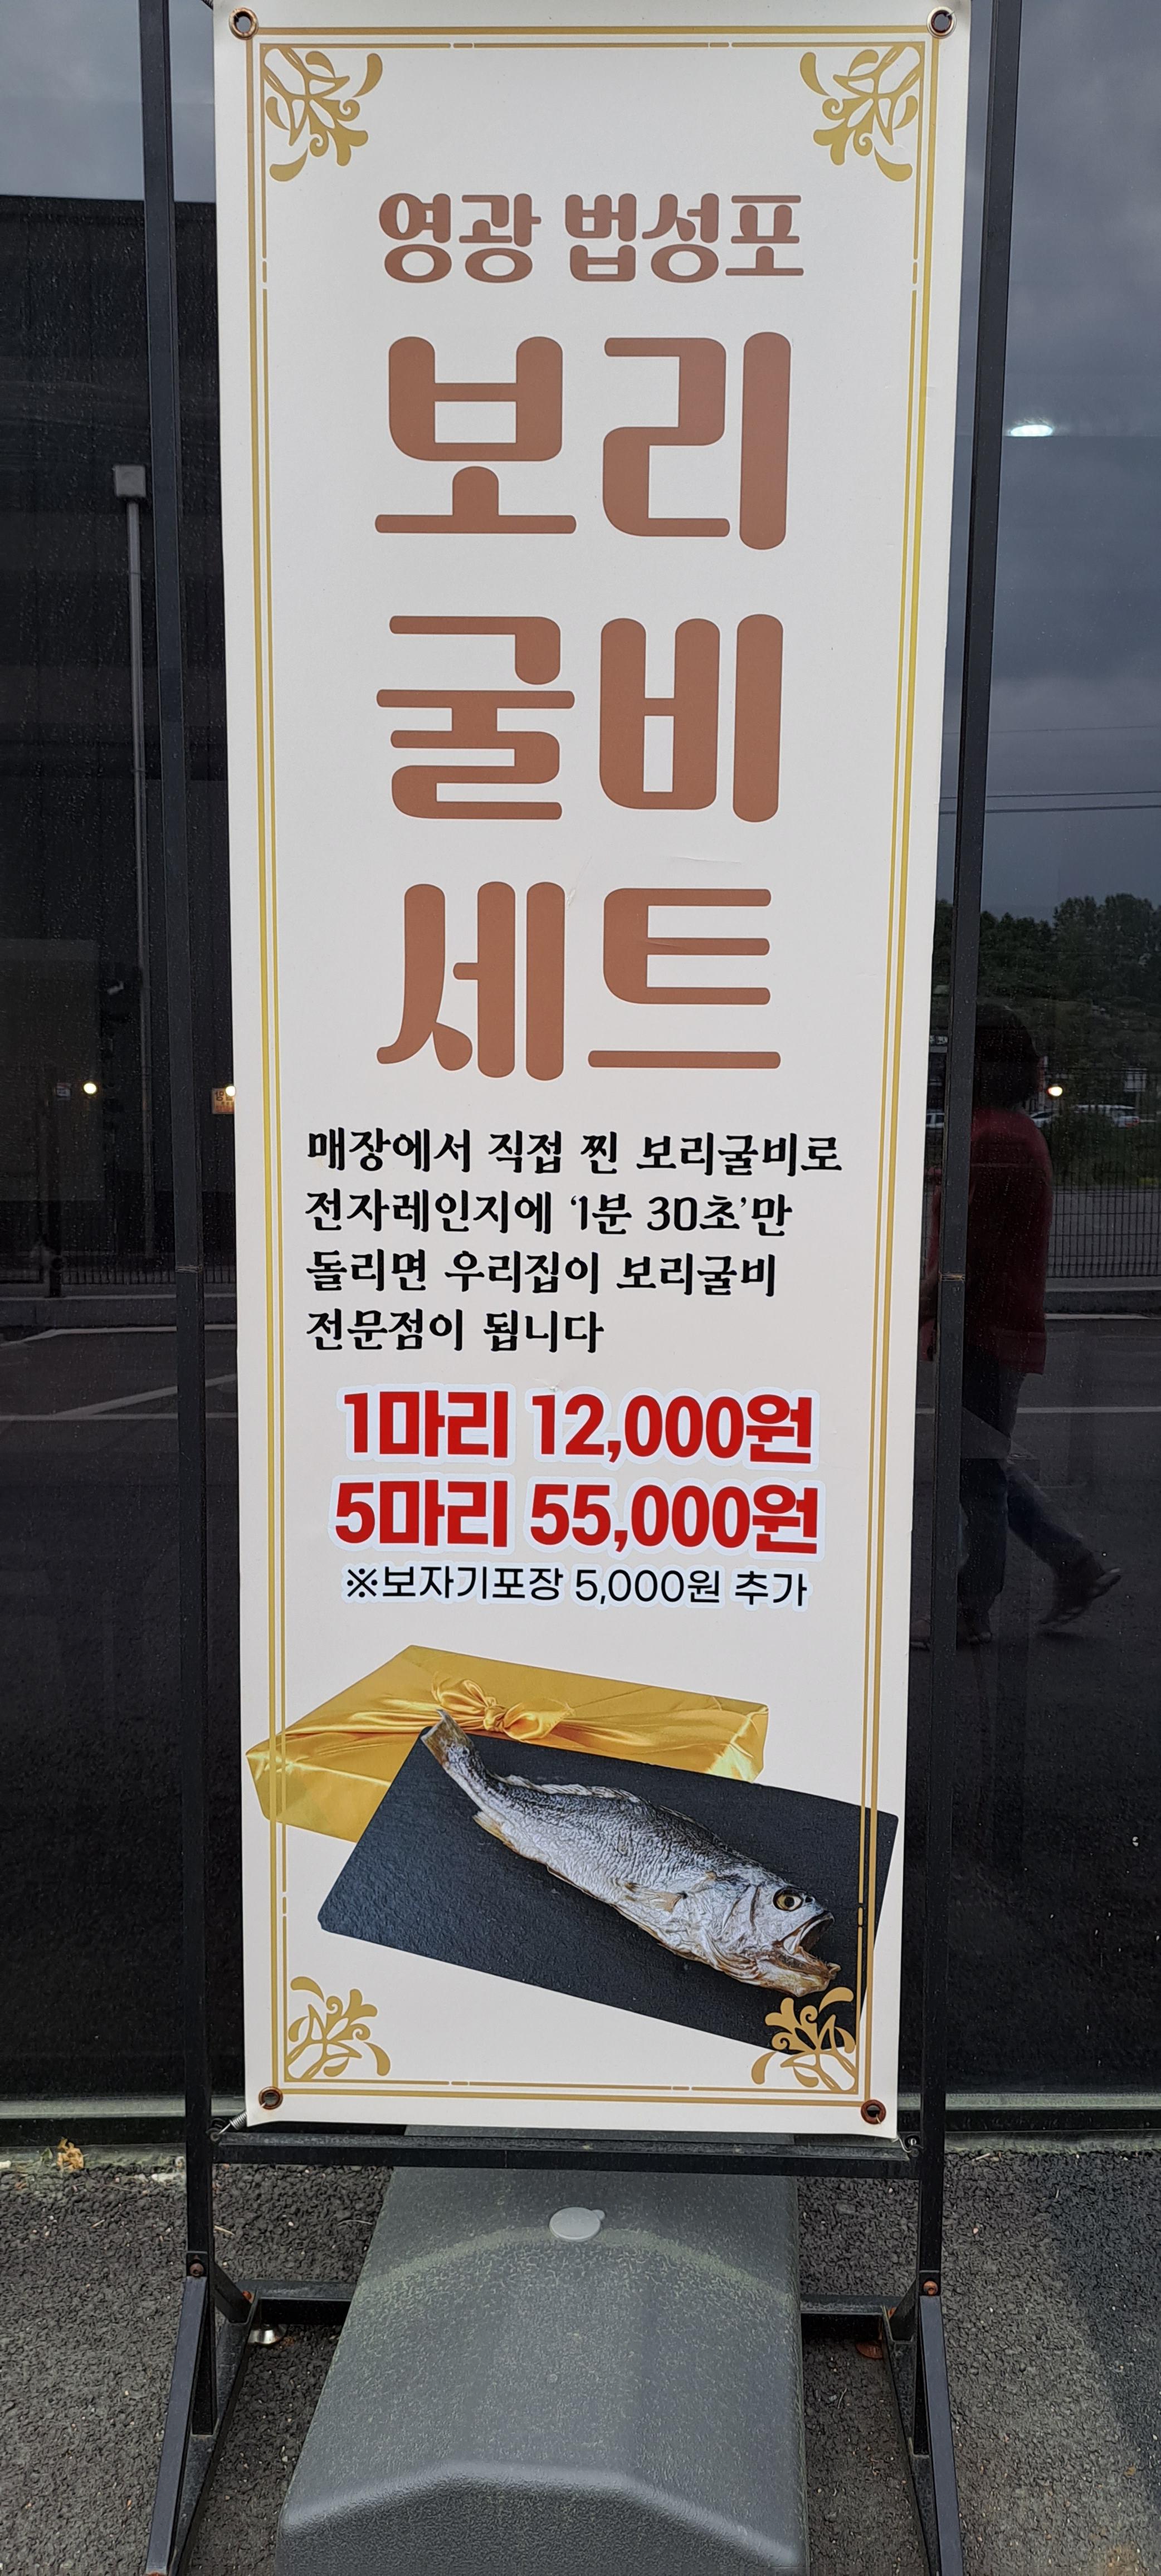 영광 법성포
보리
굴비
세트
매장에서 직접 찐 보리굴비로
전자레인지에 '1분 30초'만
돌리면 우리집이 보리굴비
전문점이 됩니다
1마리 12,000원
5마리 55,000원
※보자기포장 5,000원 추가